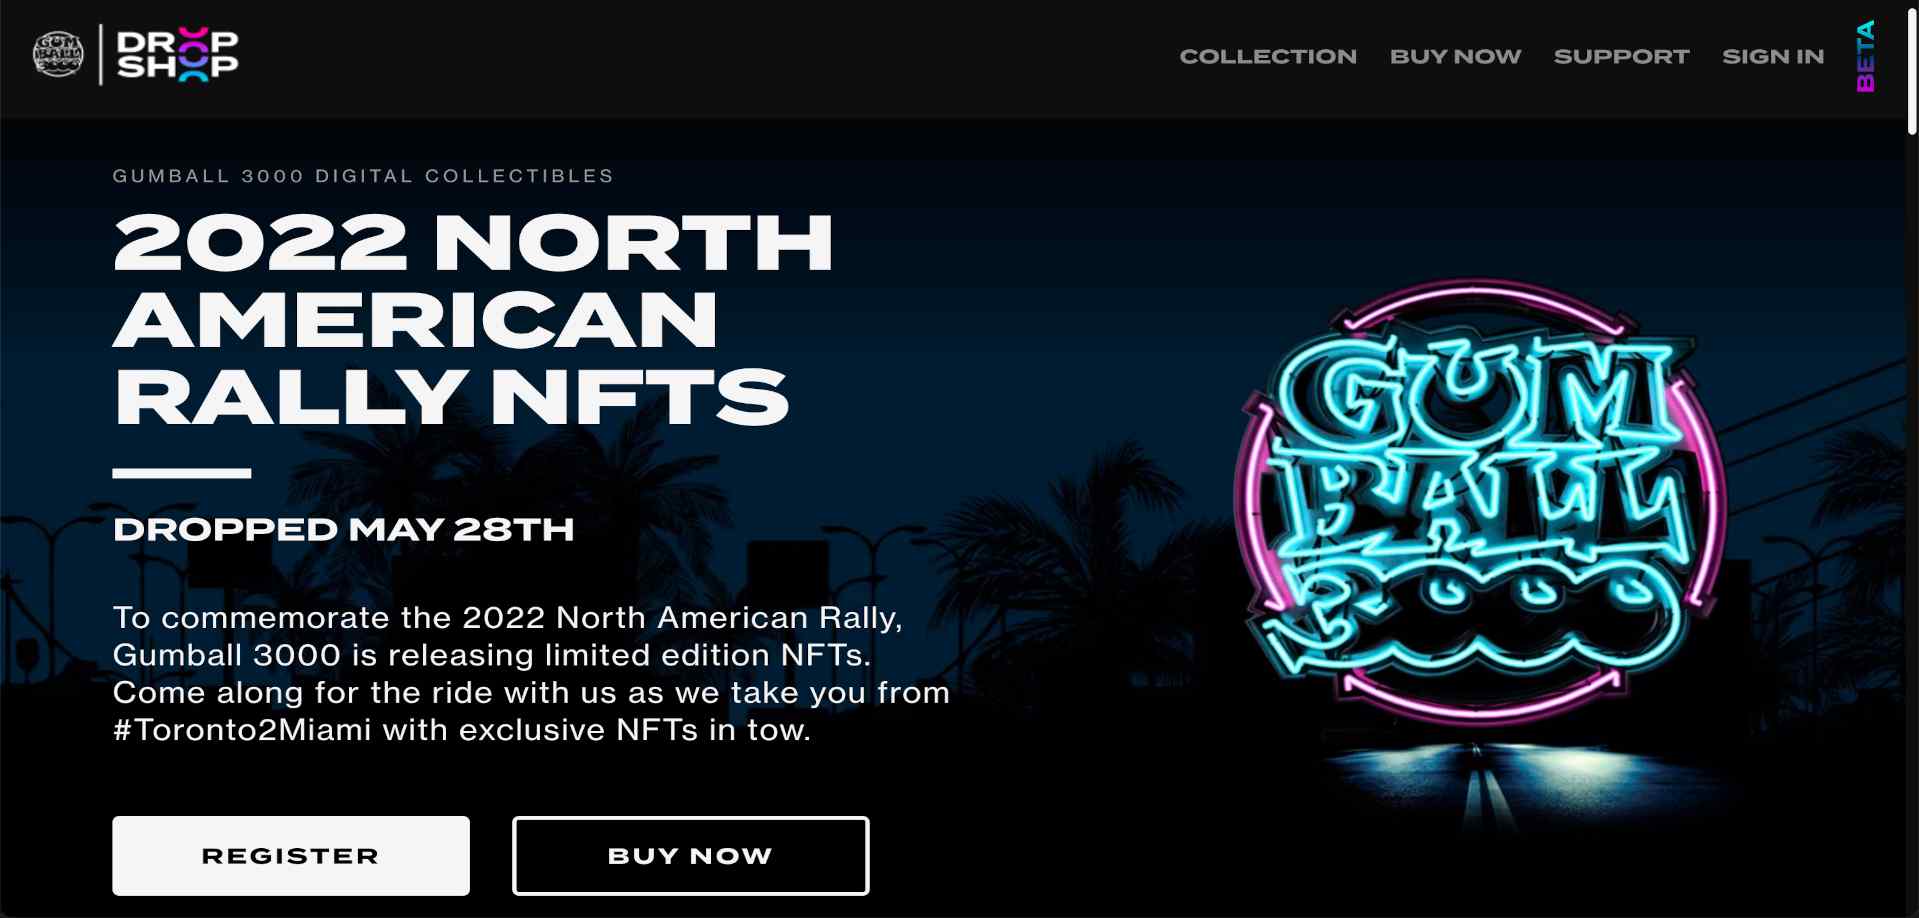 GUM
BALL
3000
DROP
SHOP
COLLECTION
BUY NOW
SUPPORT
SIGN IN
BETA
GUMBALL 3000 DIGITAL COLLECTIBLES
2022 NORTH
AMERICAN
RALLY NFTS
DROPPED MAY 28TH
To commemorate the 2022 North American Rally,
Gumball 3000 is releasing limited edition NFTs.
Come along for the ride with us as we take you from
#Toronto2Miami with exclusive NFTs in tow.
REGISTER
BUY NOW
GUM
BALL
3000